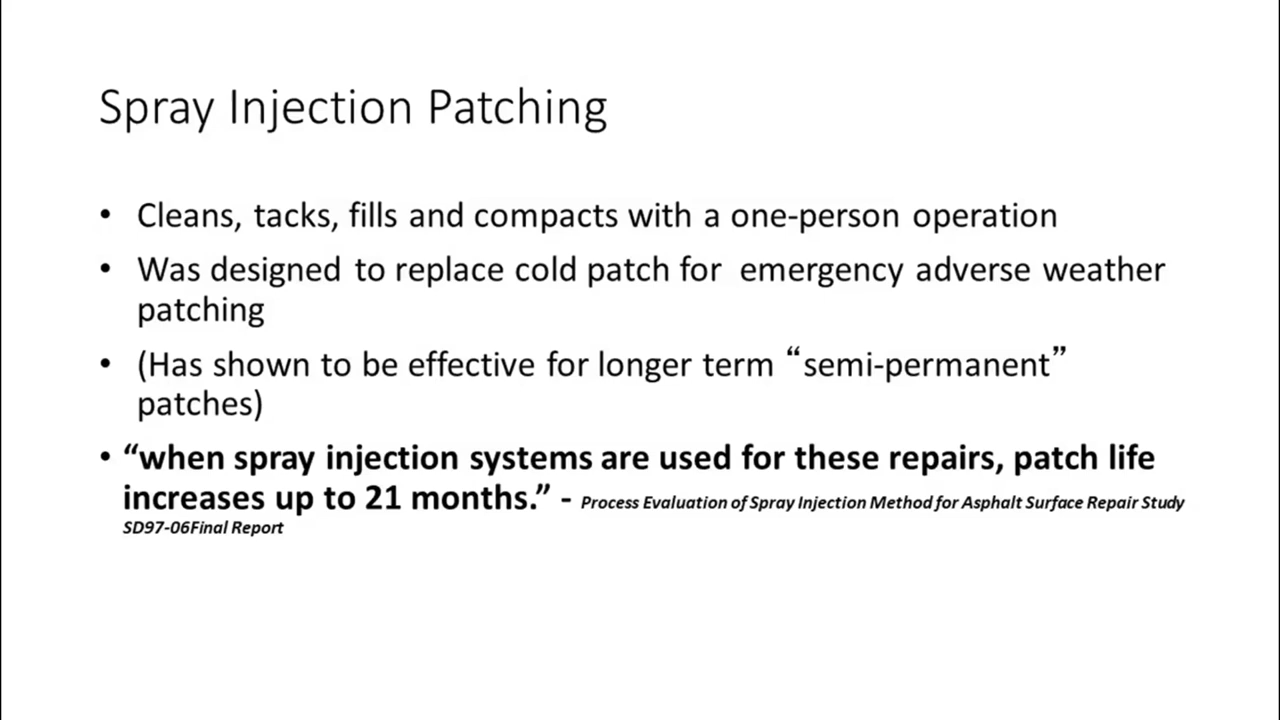 Spray Injection Patching
• Cleans, tacks, fills and compacts with a one-person operation
• Was designed to replace cold patch for emergency adverse weather
patching
• (Has shown to be effective for longer term “semi-permanent”
patches)
• “when spray injection systems are used for these repairs, patch life
increases up to 21 months.” - Process Evaluation of Spray Injection Method for Asphalt Surface Repair Study
SD97-06Final Report